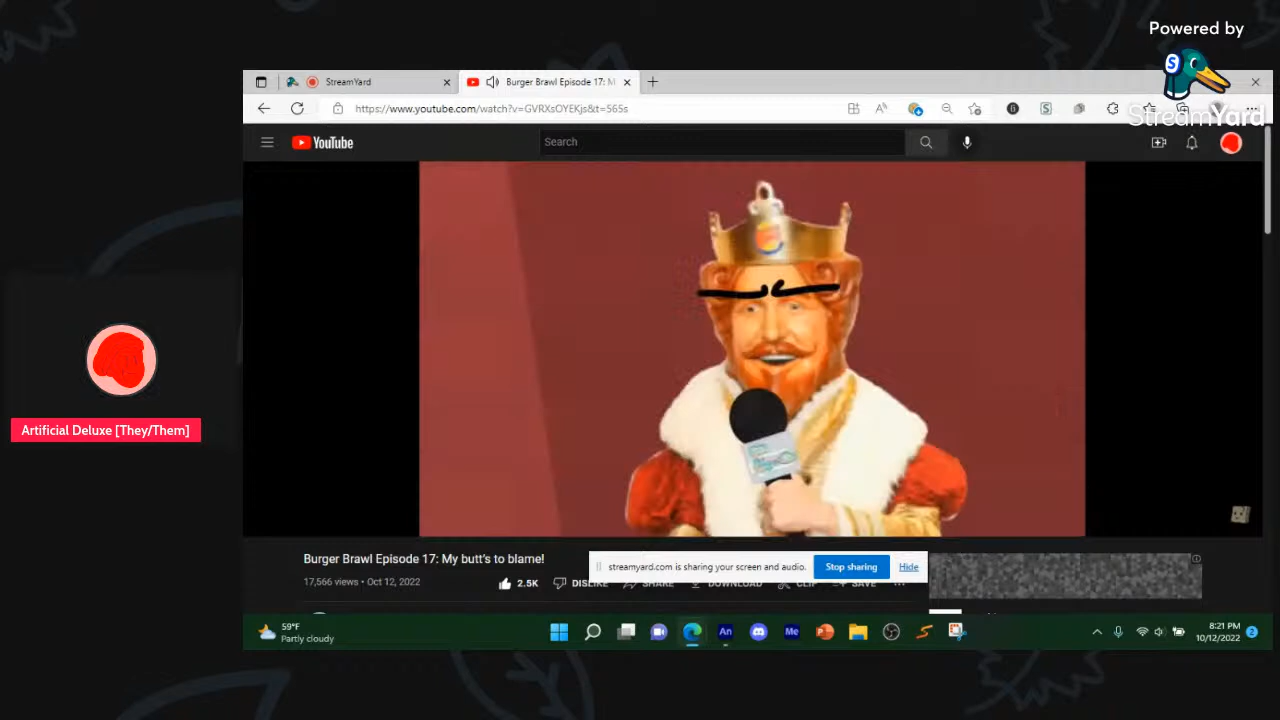 Powered by
StreamYard
StreamYard
Burger Brawl Episode 17: M
https://www.youtube.com/watch?v=GVRXsOYEKjs&t=565s
YouTube
Search
Artificial Deluxe [They/Them]
Burger Brawl Episode 17: My butt's to blame!
streamyard.com is sharing your screen and audio.
Stop sharing
Hide
17,566 views • Oct 12, 2022
2.5K
DISLIKE
SHARE
DOWNLOAD
CLIP
SAVE
59°F
Partly cloudy
An
Me
8:21 PM
10/12/2022
2